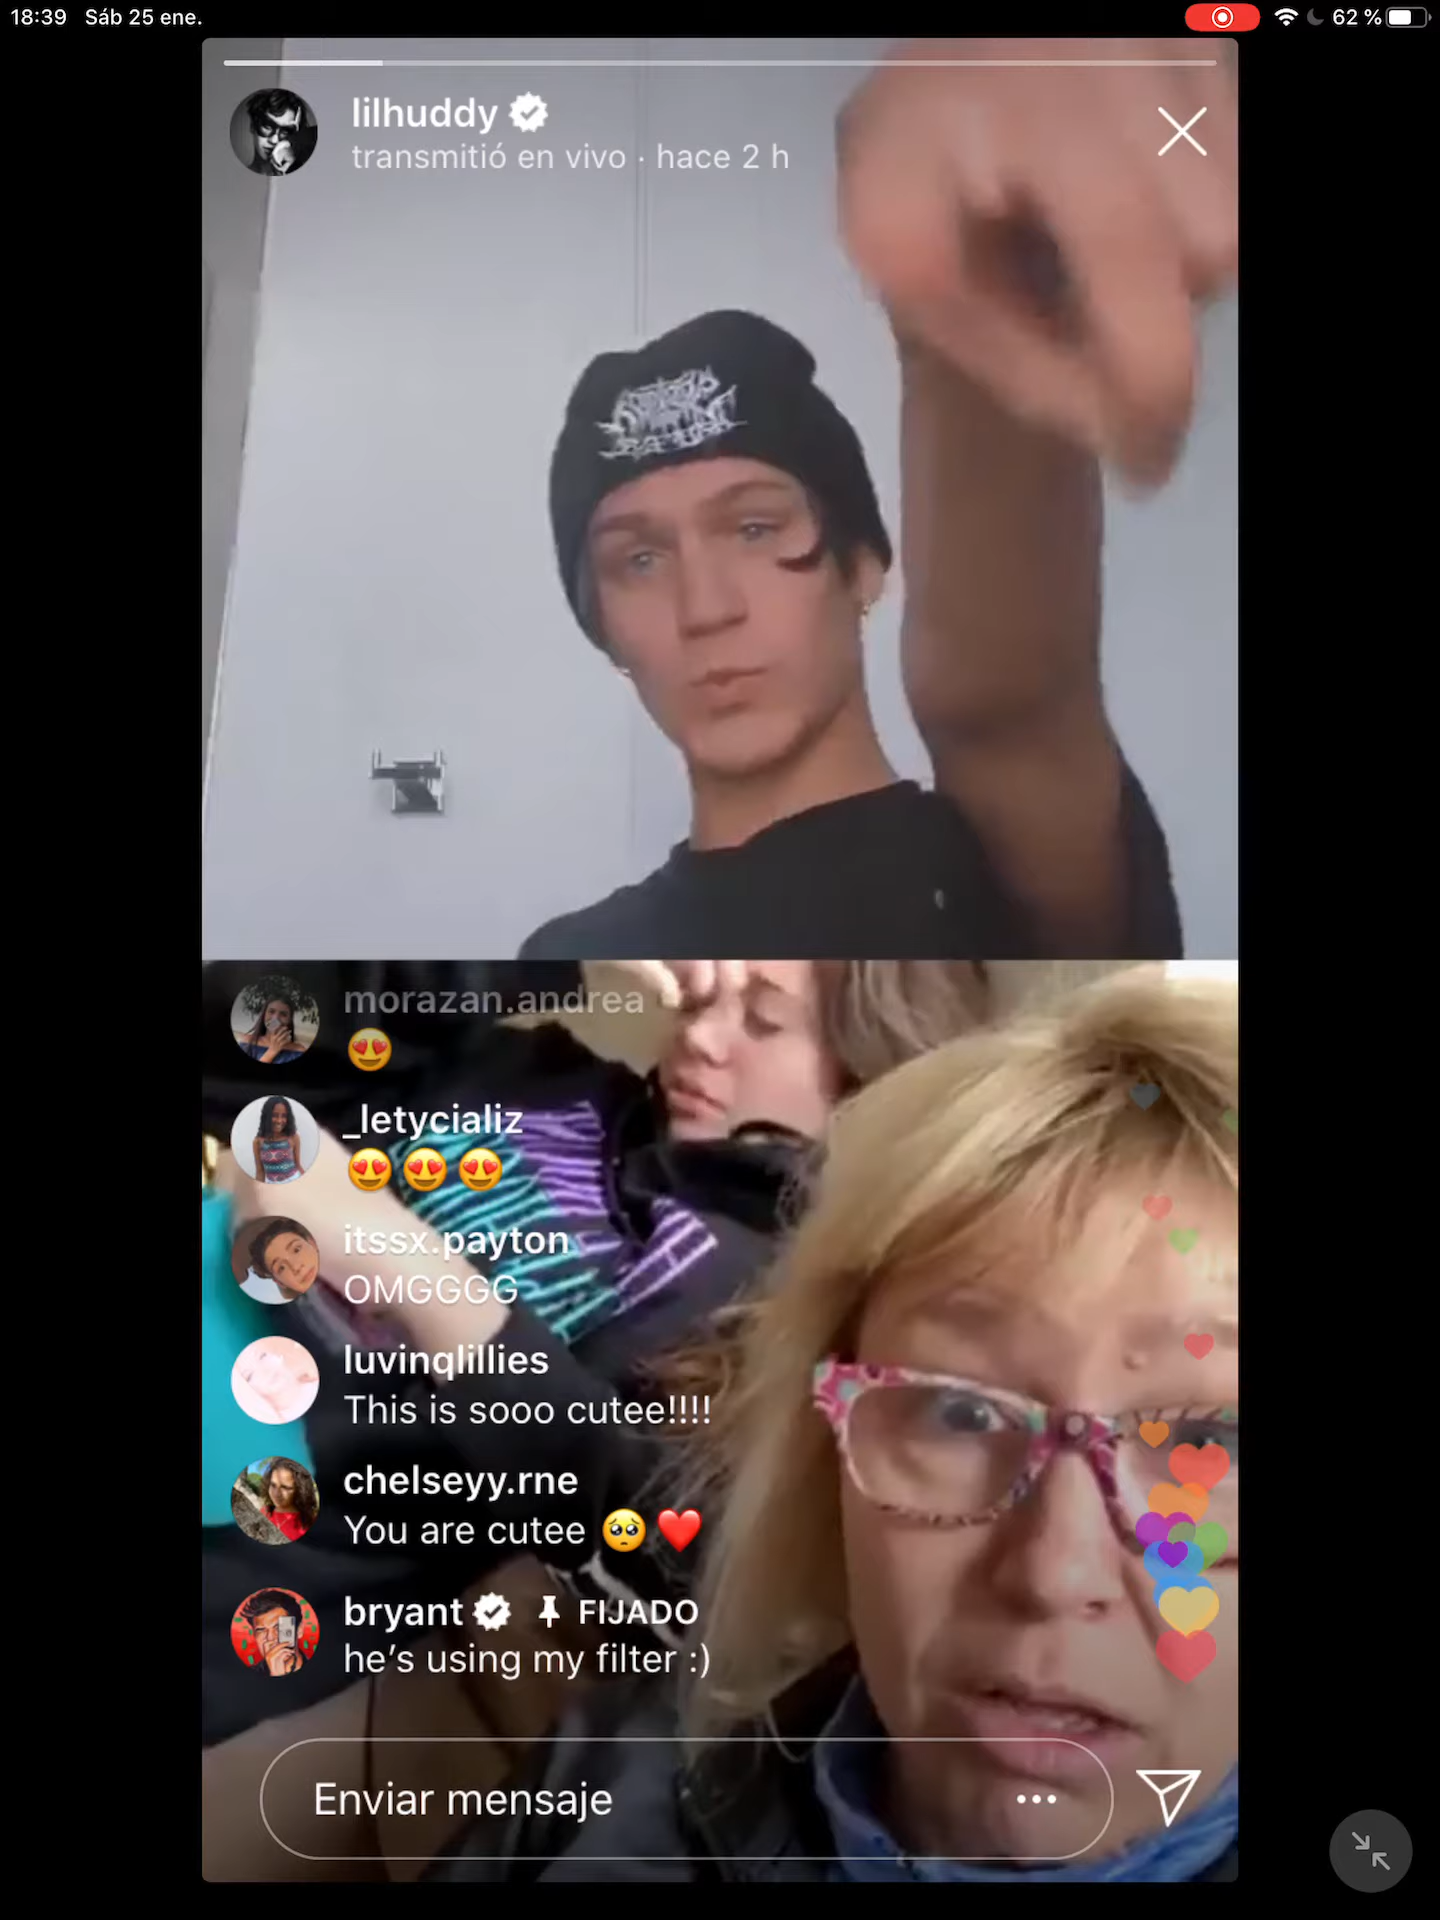 18:39 Sáb 25 ene.
62 %
lilhuddy
transmitió en vivo · hace 2 h
morazan.andrea
😍
_letycializ
😍😍😍
itssx.payton
OMGGGG
luvinqlillies
This is sooo cutee!!!!
chelseyy.rne
You are cutee 🥺❤️
bryant FIJADO
he’s using my filter :)
Enviar mensaje